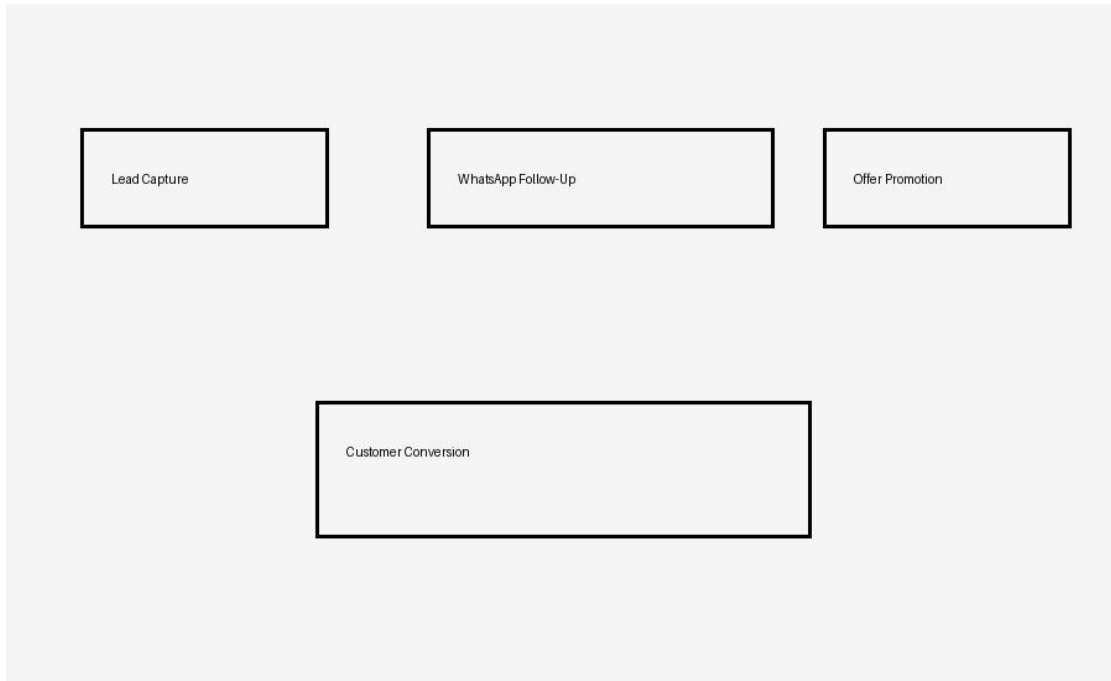 Lead Capture
WhatsApp Follow-Up
Offer Promotion
Customer Conversion